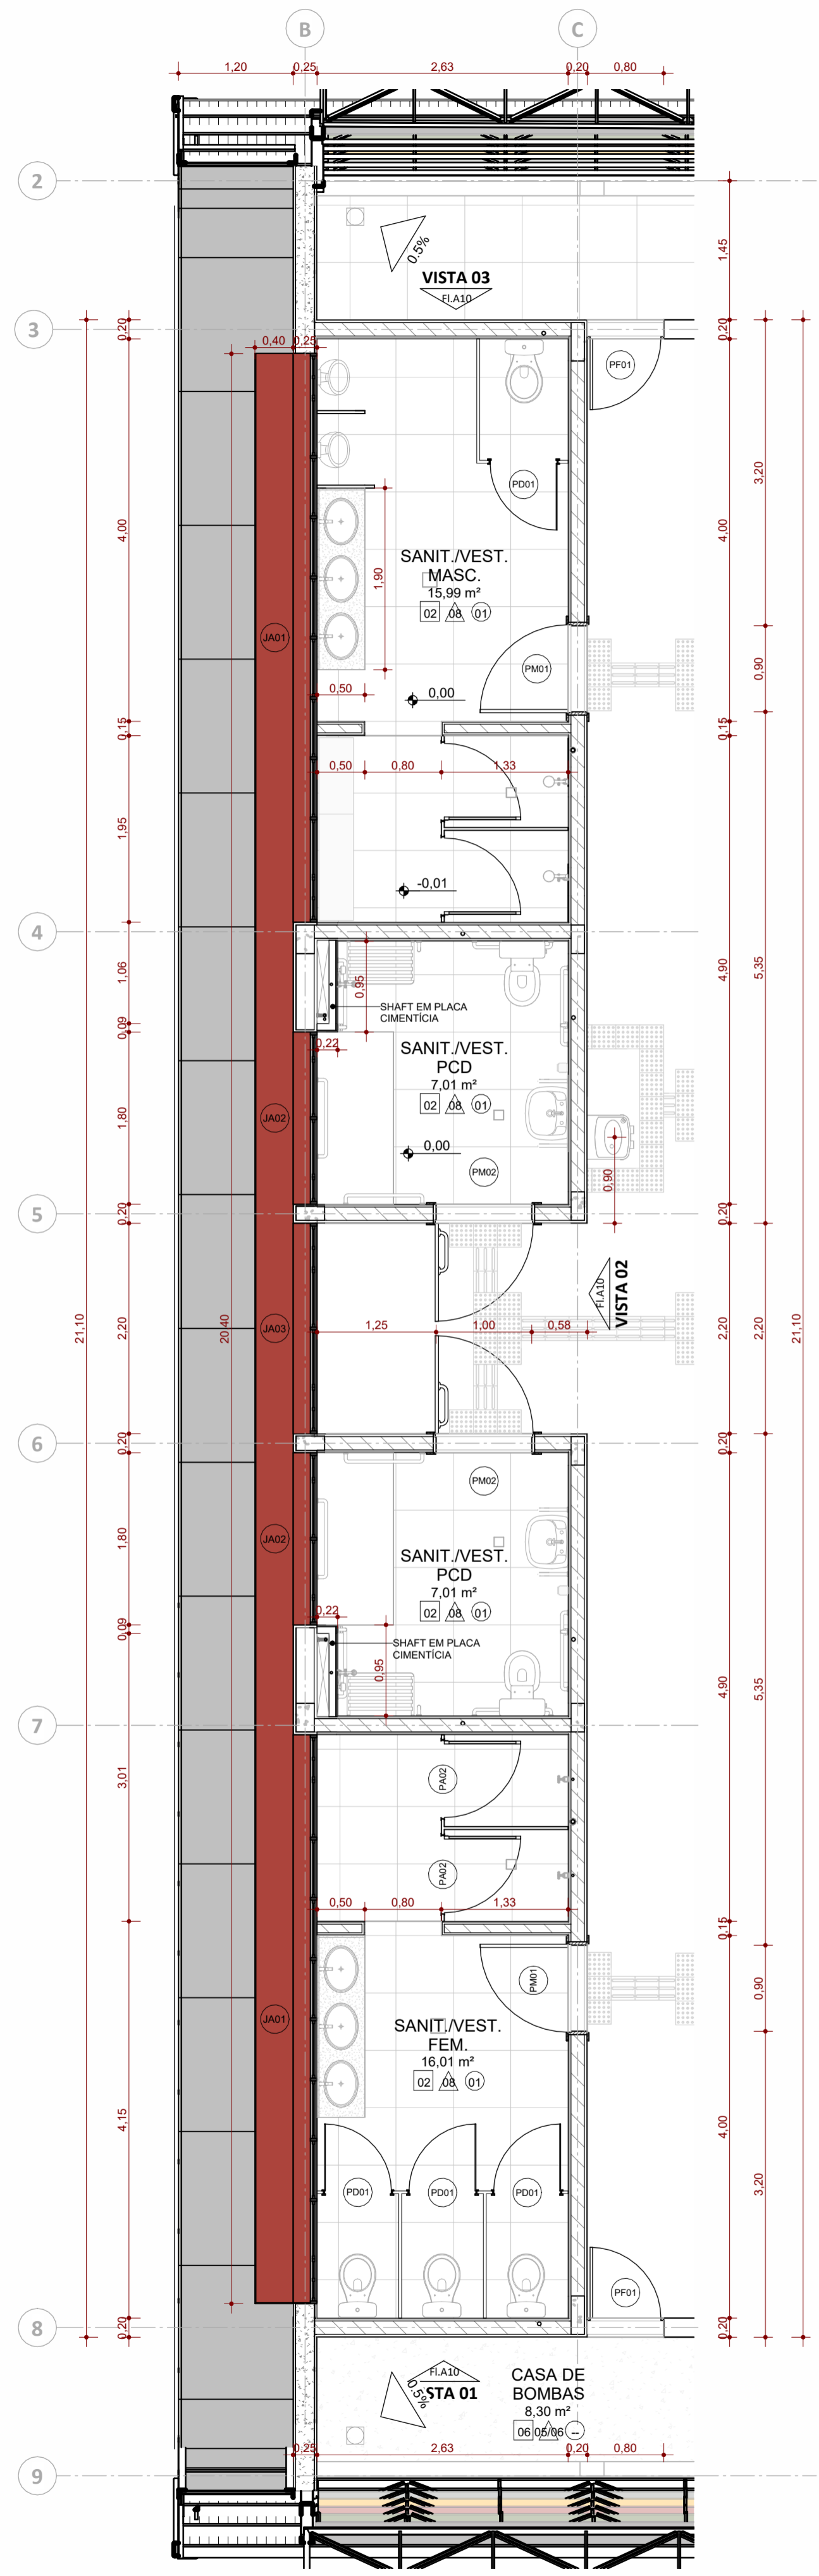 B
C
1,20
0,25
2,63
0,20
0,80
2
0.5%
VISTA 03
FI.A10
1,45
3
0,20
0,40
0,25
PF01
0,20
PD01
3,20
4,00
4,00
1,90
SANIT./VEST.
MASC.
15,99 m²
02 08 01
JA01
PM01
0,90
0,50
0,00
0,15
0,15
0,50
0,80
1,33
1,95
-0,01
4
1,06
0,95
4,90
5,35
SHAFT EM PLACA
CIMENTÍCIA
0,09
0,22
SANIT./VEST.
PCD
7,01 m²
02 08 01
JA02
1,80
0,00
PM02
0,90
5
0,20
0,20
FI.A10
VISTA 02
21,10
2,20
20,40
JA03
1,25
1,00
0,58
2,20
2,20
21,10
6
0,20
0,20
PM02
JA02
1,80
SANIT./VEST.
PCD
7,01 m²
02 08 01
0,09
0,22
SHAFT EM PLACA
CIMENTÍCIA
0,95
4,90
5,35
7
3,01
PA02
PA02
0,50
0,80
1,33
0,15
PM01
0,90
JA01
SANIT./VEST.
FEM.
16,01 m²
02 08 01
4,15
4,00
PD01
PD01
PD01
3,20
PF01
8
0,20
0,20
FI.A10
STA 01
0.5%
CASA DE
BOMBAS
8,30 m²
06 05/06 --
0,25
2,63
0,20
0,80
9